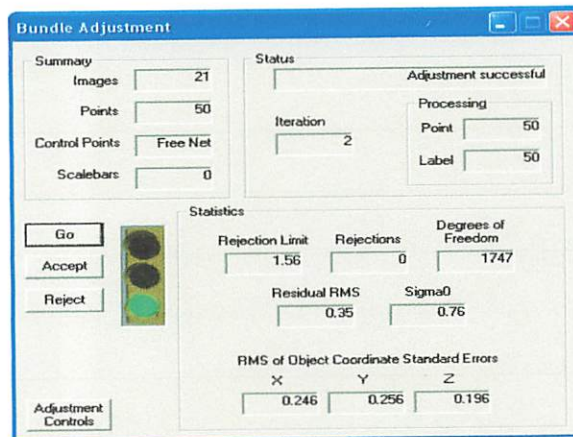 Bundle Adjustment
Summary
Images 21
Points 50
Control Points Free Net
Scalebars 0
Status
Adjustment successful
Iteration
2
Processing
Point 50
Label 50
Go
Accept
Reject
Adjustment
Controls
Statistics
Rejection Limit Rejections Degrees of
Freedom
1.56 0 1747
Residual RMS Sigma0
0.35 0.76
RMS of Object Coordinate Standard Errors
X Y Z
0.246 0.256 0.196